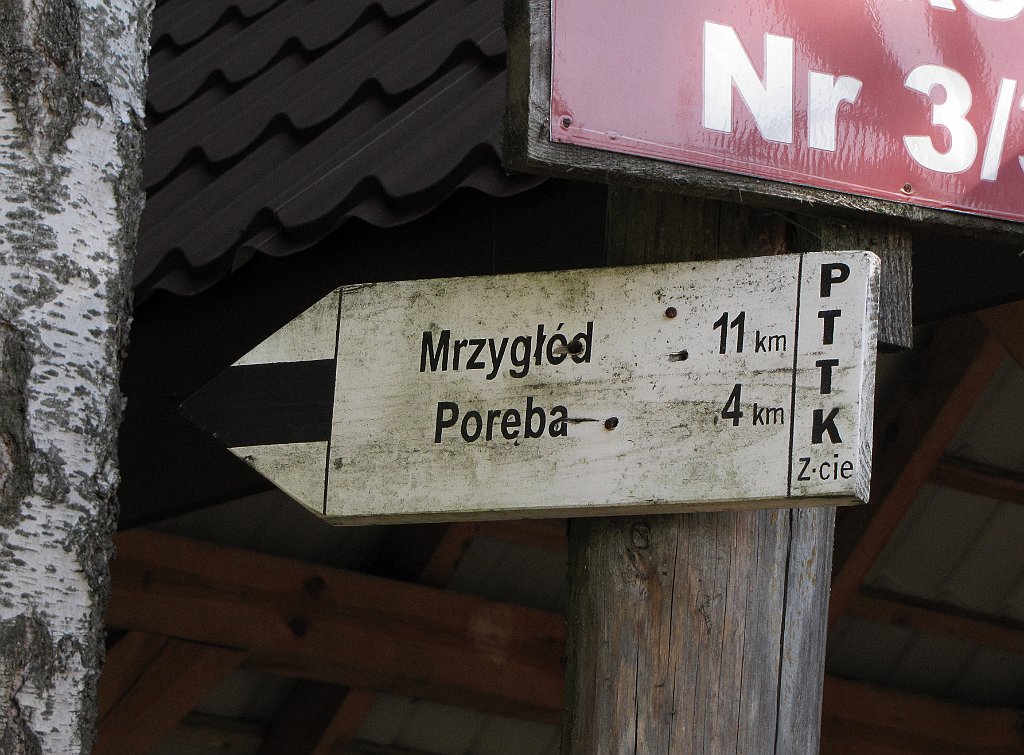 Nr 3/
Mrzygłód 11 km
Poręba 4 km
PTTK
Z-cie